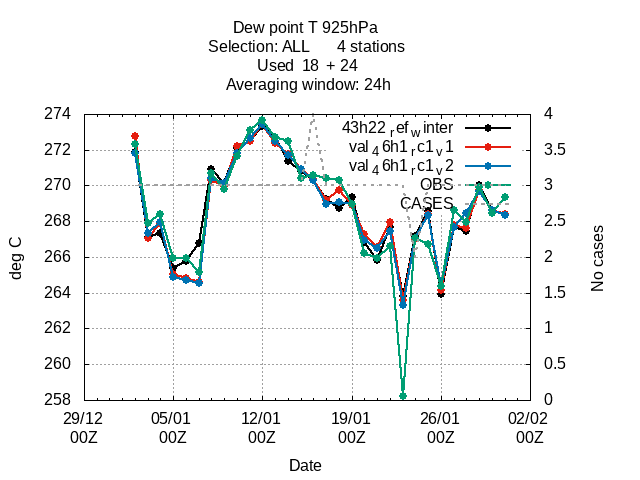 Dew point T 925hPa
Selection: ALL 4 stations
Used 18 + 24
Averaging window: 24h
43h22refwinter
val46h1rc1v1
val46h1rc1v2
OBS
CASES
274
272
270
268
266
264
262
260
258
deg C
4
3.5
3
2.5
2
1.5
1
0.5
0
No cases
29/12 05/01 12/01 19/01 26/01 02/02
00Z 00Z 00Z 00Z 00Z 00Z
Date